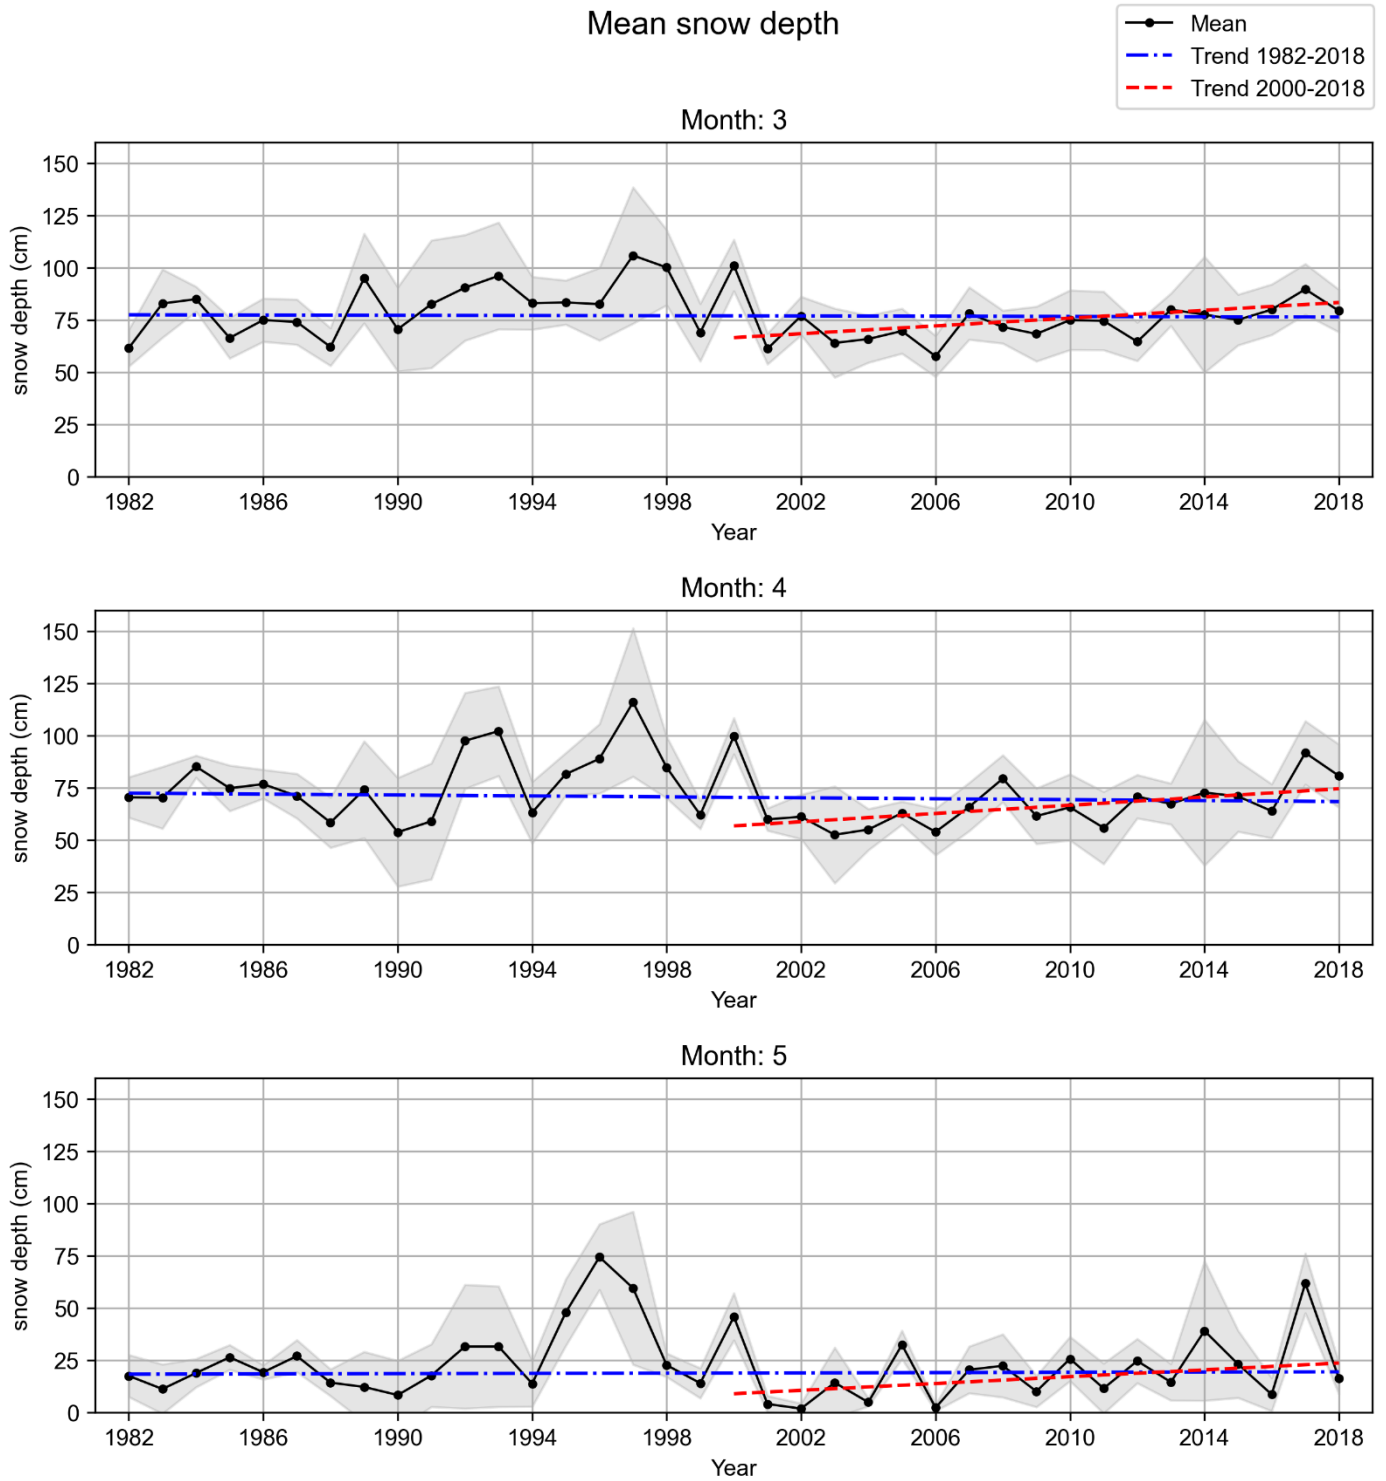 Mean snow depth
Mean
Trend 1982-2018
Trend 2000-2018
Month: 3
snow depth (cm)
150
125
100
75
50
25
0
1982 1986 1990 1994 1998 2002 2006 2010 2014 2018
Year
Month: 4
snow depth (cm)
150
125
100
75
50
25
0
1982 1986 1990 1994 1998 2002 2006 2010 2014 2018
Year
Month: 5
snow depth (cm)
150
125
100
75
50
25
0
1982 1986 1990 1994 1998 2002 2006 2010 2014 2018
Year